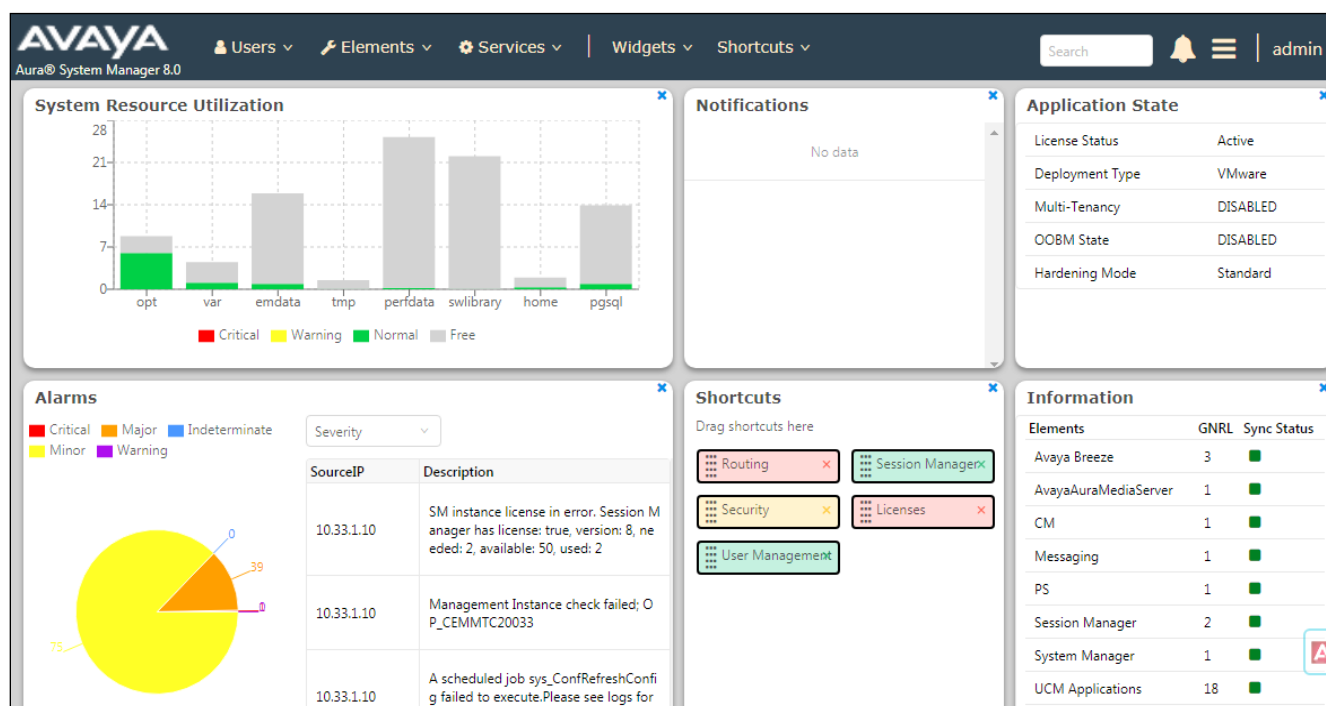 AVAYA
Aura® System Manager 8.0
Users
Elements
Services
Widgets
Shortcuts
Search
admin
System Resource Utilization
28
21
14
7
0
opt
var
emdata
tmp
perfdata
swlibrary
home
pgsql
Critical
Warning
Normal
Free
Notifications
No data
Application State
License Status Active
Deployment Type VMware
Multi-Tenancy DISABLED
OOBM State DISABLED
Hardening Mode Standard
Alarms
Critical
Major
Indeterminate
Minor
Warning
0
39
75
Severity
SourceIP Description
10.33.1.10
SM instance license in error. Session M
anager has license: true, version: 8, ne
eded: 2, available: 50, used: 2
10.33.1.10
Management Instance check failed; O
P_CEMMTC20033
10.33.1.10
A scheduled job sys_ConfRefreshConfi
g failed to execute.Please see logs for
Shortcuts
Drag shortcuts here
Routing
Session Manager
Security
Licenses
User Management
Information
Elements GNRL Sync Status
Avaya Breeze 3
AvayaAuraMediaServer 1
CM 1
Messaging 1
PS 1
Session Manager 2
System Manager 1
UCM Applications 18